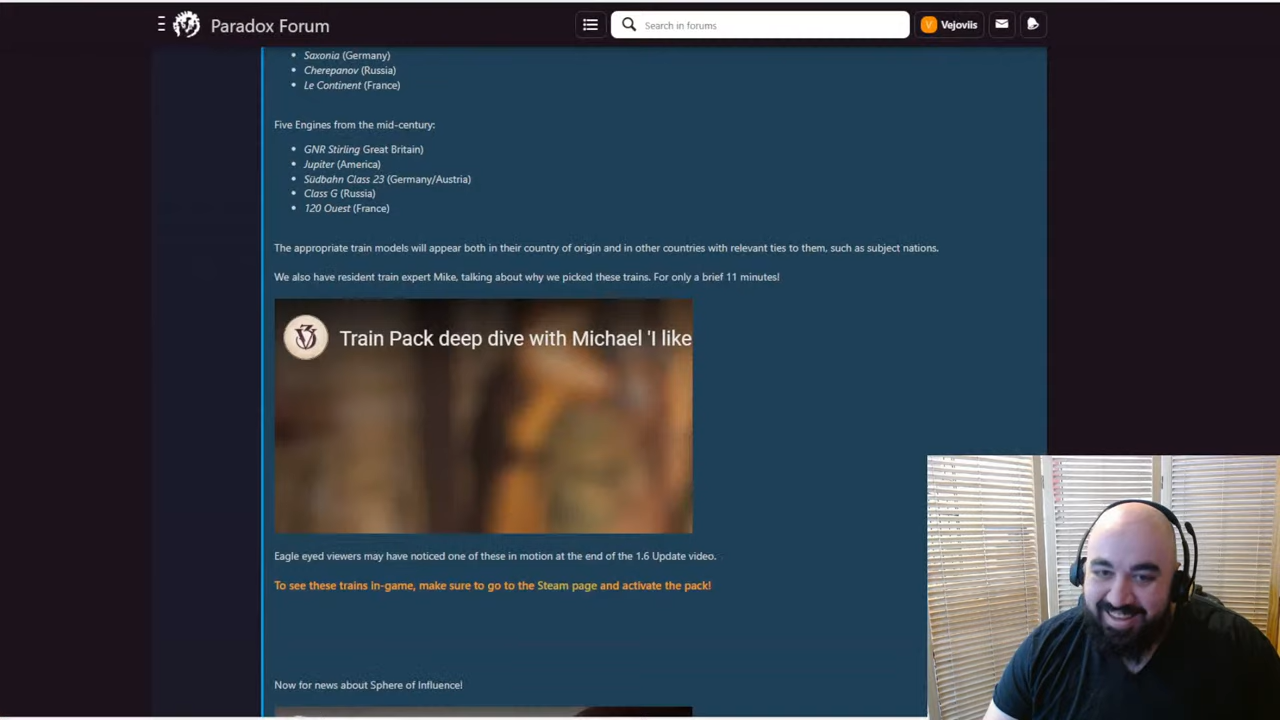 Paradox Forum
Search in forums
V Vejoviis
Saxonia (Germany)
Cherepanov (Russia)
Le Continent (France)
Five Engines from the mid-century:
GNR Stirling Great Britain)
Jupiter (America)
Südbahn Class 23 (Germany/Austria)
Class G (Russia)
120 Ouest (France)
The appropriate train models will appear both in their country of origin and in other countries with relevant ties to them, such as subject nations.
We also have resident train expert Mike, talking about why we picked these trains. For only a brief 11 minutes!
Train Pack deep dive with Michael 'I like
Eagle eyed viewers may have noticed one of these in motion at the end of the 1.6 Update video.
To see these trains in-game, make sure to go to the Steam page and activate the pack!
Now for news about Sphere of Influence!